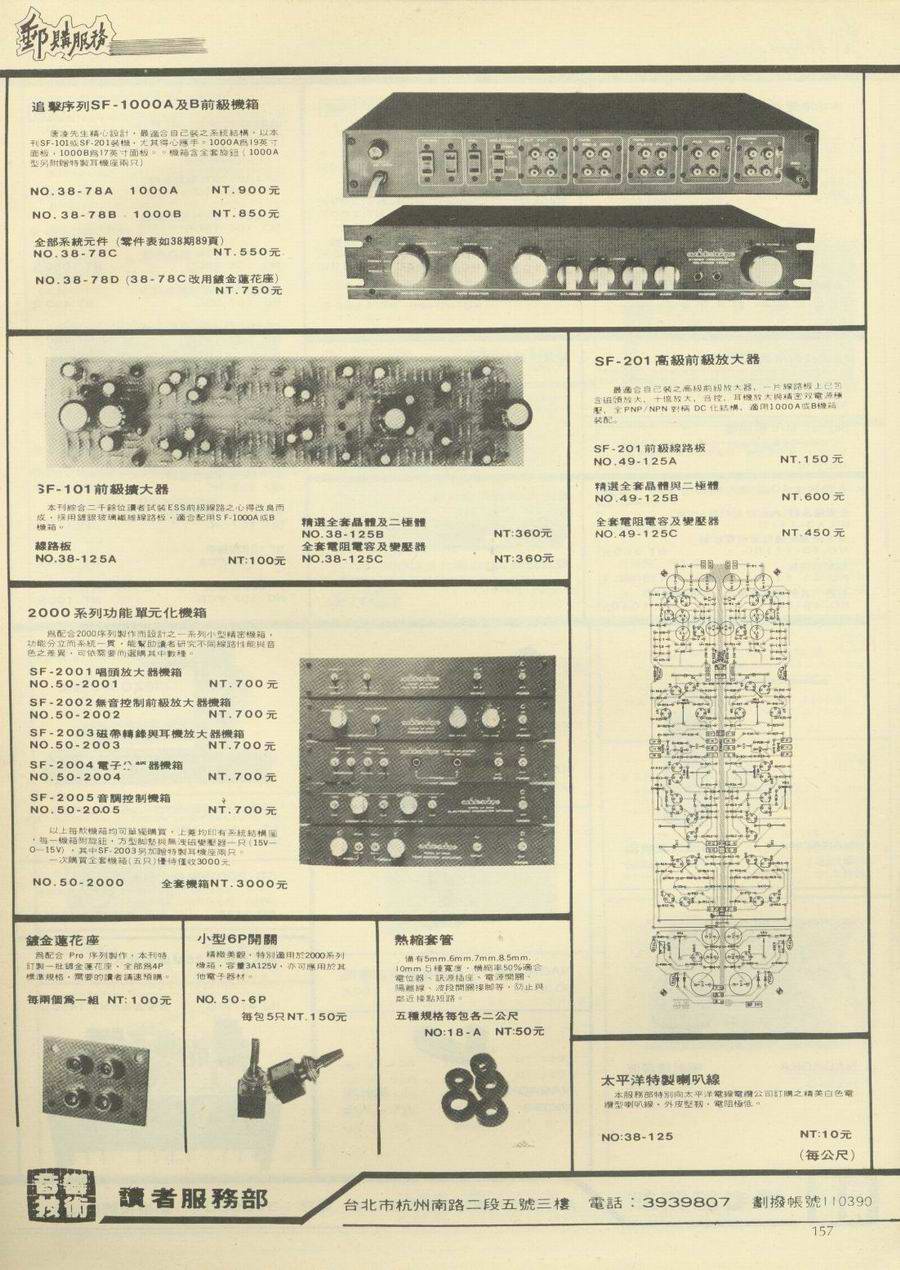 郵購服務
追擊序列SF-1000A及B前級機箱
唐凌先生精心設計，最適合自己裝之系統結構，以本
刊SF-101或SF-201裝機，尤其得心應手。1000A為19英寸
面板，1000B為17英寸面板。。機箱含全套旋鈕（1000A
型另附贈特製耳機座兩只）
NO.38-78A 1000A NT.900元
NO.38-78B 1000B NT.850元
全部系統元件（零件表如38期89頁）
NO.38-78C NT.550元
NO.38-78D（38-78C改用鍍金蓮花座）
NT.750元
SF-101前級擴大器
本刊綜合二千餘位讀者試裝ESS前級線路之心得改良而
成，採用鍍銀玻璃纖維線路板，適合配用SF-1000A或B
機箱。
線路板
NO.38-125A NT:100元
精選全套晶體及二極體
NO.38-125B NT:360元
全套電阻電容及變壓器
NO.38-125C NT:360元
SF-201高級前級放大器
最適合自己裝之高級前級放大器，一片線路板上已包
含磁頭放大、十倍放大、音控、耳機放大與精密双電源穩
壓，全PNP/NPN對稱DC化結構，適用1000A或B機箱
裝配。
SF-201前級線路板
NO.49-125A NT.150元
精選全套晶體與二極體
NO.49-125B NT.600元
全套電阻電容及變壓器
NO.49-125C NT.450元
2000系列功能單元化機箱
為配合2000序列製作而設計之一系列小型精密機箱，
功能分立而系統一貫，能幫助讀者研究不同線路性能與音
色之差異，可依需要而選購其中數種。
SF-2001唱頭放大器機箱
NO.50-2001 NT.700元
SF-2002無音控制前級放大器機箱
NO.50-2002 NT.700元
SF-2003磁帶轉錄與耳機放大器機箱
NO.50-2003 NT.700元
SF-2004電子分音器機箱
NO.50-2004 NT.700元
SF-2005音調控制機箱
NO.50-2005 NT.700元
以上每款機箱均可單獨購買，上蓋均印有系統結構圖
，每一機箱附旋鈕，方型脚墊與無洩磁變壓器一只（15V—
0—15V），其中SF-2003另加贈特製耳機座兩只。
一次購買全套機箱（五只）優待僅收3000元
NO.50-2000 全套機箱NT.3000元
鍍金蓮花座
為配合 Pro 序列製作，本刊特
訂製一批鍍金蓮花座，全部為4P
標準規格，需要的讀者請速預購。
每兩個為一組 NT:100元
小型6P開關
精緻美觀，特別適用於2000系列
機箱，容量3A125V，亦可應用於其
他電子器材。
NO. 50-6P
每包5只NT.150元
熱縮套管
備有5mm.6mm.7mm.8.5mm.
10mm 5種寬度，橫縮率50%適合
電位器、訊源插座、電源開關、
隔離線、波段開關接脚等，防止與
鄰近接點短路。
五種規格每包各二公尺
NO:18-A NT:50元
太平洋特製喇叭線
本服務部特別向太平洋電線電纜公司訂購之精美白色電
纜型喇叭線，外皮堅韌，電阻極低。
NO:38-125 NT:10元
（每公尺）
音樂技術
讀者服務部
台北市杭州南路二段五號三樓 電話：3939807 劃撥帳號110390
157